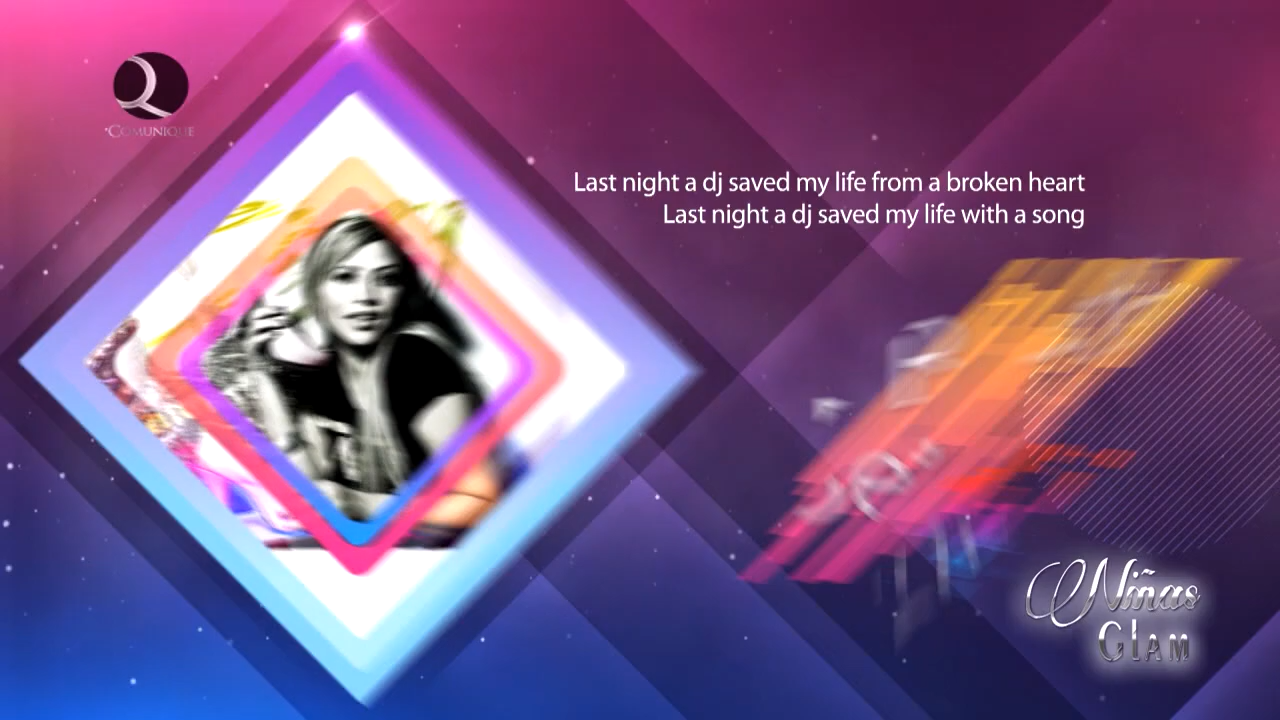 COMUNIQUE
Last night a dj saved my life from a broken heart
Last night a dj saved my life with a song
Niñas
GLAM